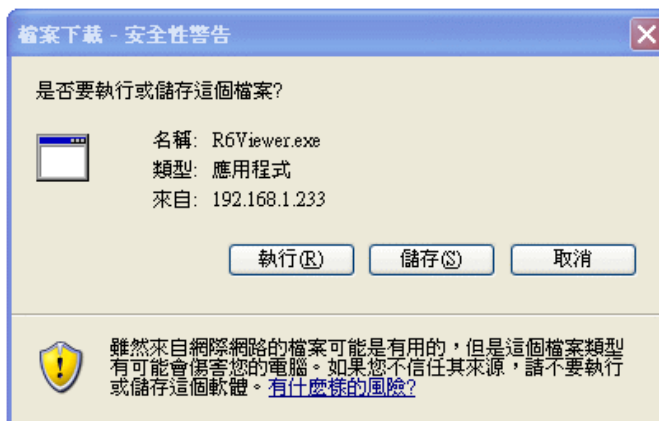 檔案下載 - 安全性警告
是否要執行或儲存這個檔案?
名稱: R6Viewer.exe
類型: 應用程式
來自: 192.168.1.233
執行(R) 儲存(S) 取消
雖然來自網際網路的檔案可能是有用的，但是這個檔案類型
有可能會傷害您的電腦。如果您不信任其來源，請不要執行
或儲存這個軟體。有什麼樣的風險?